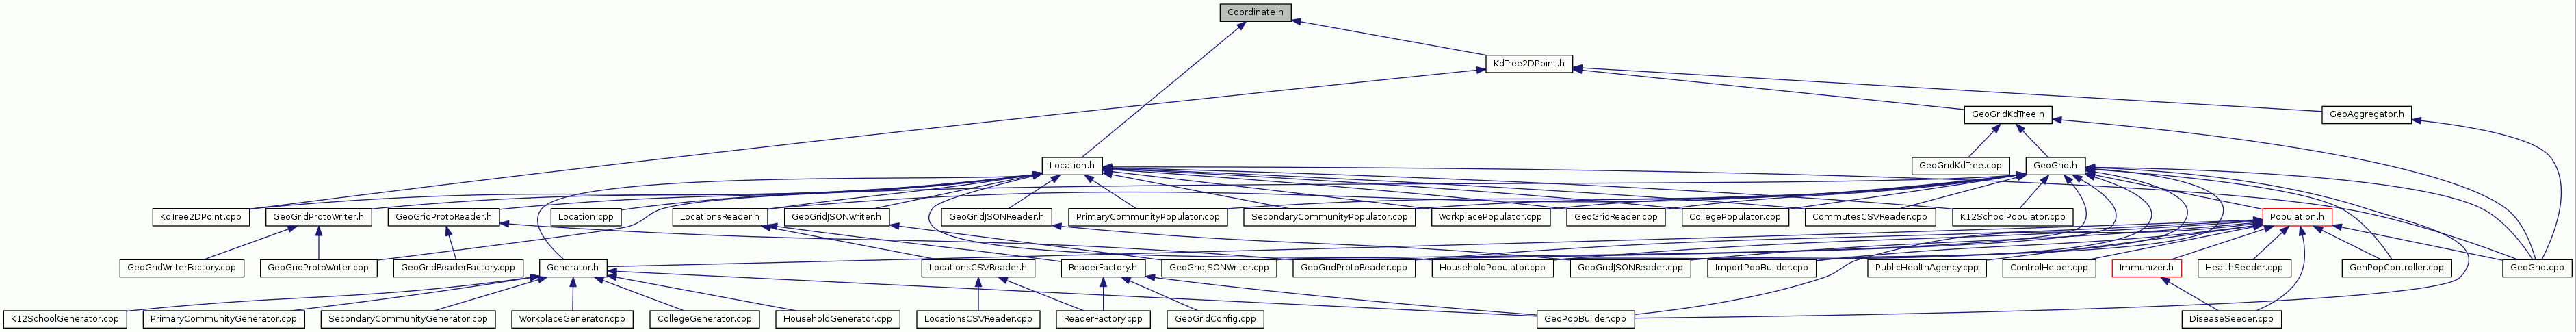 Coordinate.h
KdTree2DPoint.h
GeoGridKdTree.h
GeoAggregator.h
Location.h
GeoGridKdTree.cpp
GeoGrid.h
KdTree2DPoint.cpp
GeoGridProtoWriter.h
GeoGridProtoReader.h
Location.cpp
LocationsReader.h
GeoGridJSONWriter.h
GeoGridJSONReader.h
PrimaryCommunityPopulator.cpp
SecondaryCommunityPopulator.cpp
WorkplacePopulator.cpp
GeoGridReader.cpp
CollegePopulator.cpp
CommutesCSVReader.cpp
K12SchoolPopulator.cpp
Population.h
GeoGridWriterFactory.cpp
GeoGridProtoWriter.cpp
GeoGridReaderFactory.cpp
Generator.h
LocationsCSVReader.h
ReaderFactory.h
GeoGridJSONWriter.cpp
GeoGridProtoReader.cpp
HouseholdPopulator.cpp
GeoGridJSONReader.cpp
ImportPopBuilder.cpp
PublicHealthAgency.cpp
ControlHelper.cpp
Immunizer.h
HealthSeeder.cpp
GenPopController.cpp
GeoGrid.cpp
K12SchoolGenerator.cpp
PrimaryCommunityGenerator.cpp
SecondaryCommunityGenerator.cpp
WorkplaceGenerator.cpp
CollegeGenerator.cpp
HouseholdGenerator.cpp
LocationsCSVReader.cpp
ReaderFactory.cpp
GeoGridConfig.cpp
GeoPopBuilder.cpp
DiseaseSeeder.cpp